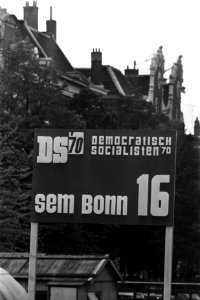 DS'70 DEMOCRATISCH
SOCIALISTEN 70
sem BONN 16